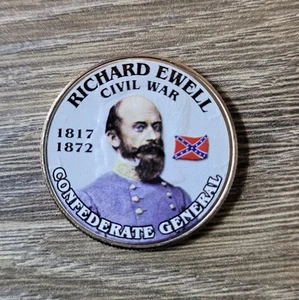 RICHARD EWELL
CIVIL WAR
1817
1872
CONFEDERATE GENERAL